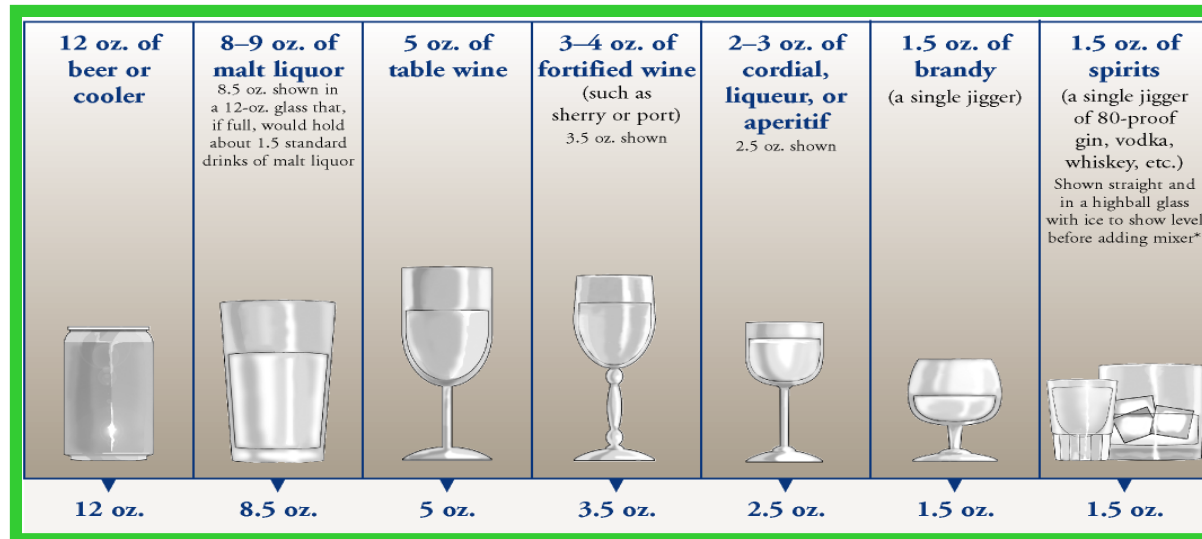 12 oz. of
beer or
cooler
8–9 oz. of
malt liquor
8.5 oz. shown in
a 12-oz. glass that,
if full, would hold
about 1.5 standard
drinks of malt liquor
5 oz. of
table wine
3–4 oz. of
fortified wine
(such as
sherry or port)
3.5 oz. shown
2–3 oz. of
cordial,
liqueur, or
aperitif
2.5 oz. shown
1.5 oz. of
brandy
(a single jigger)
1.5 oz. of
spirits
(a single jigger
of 80-proof
gin, vodka,
whiskey, etc.)
Shown straight and
in a highball glass
with ice to show level
before adding mixer*
12 oz.
8.5 oz.
5 oz.
3.5 oz.
2.5 oz.
1.5 oz.
1.5 oz.